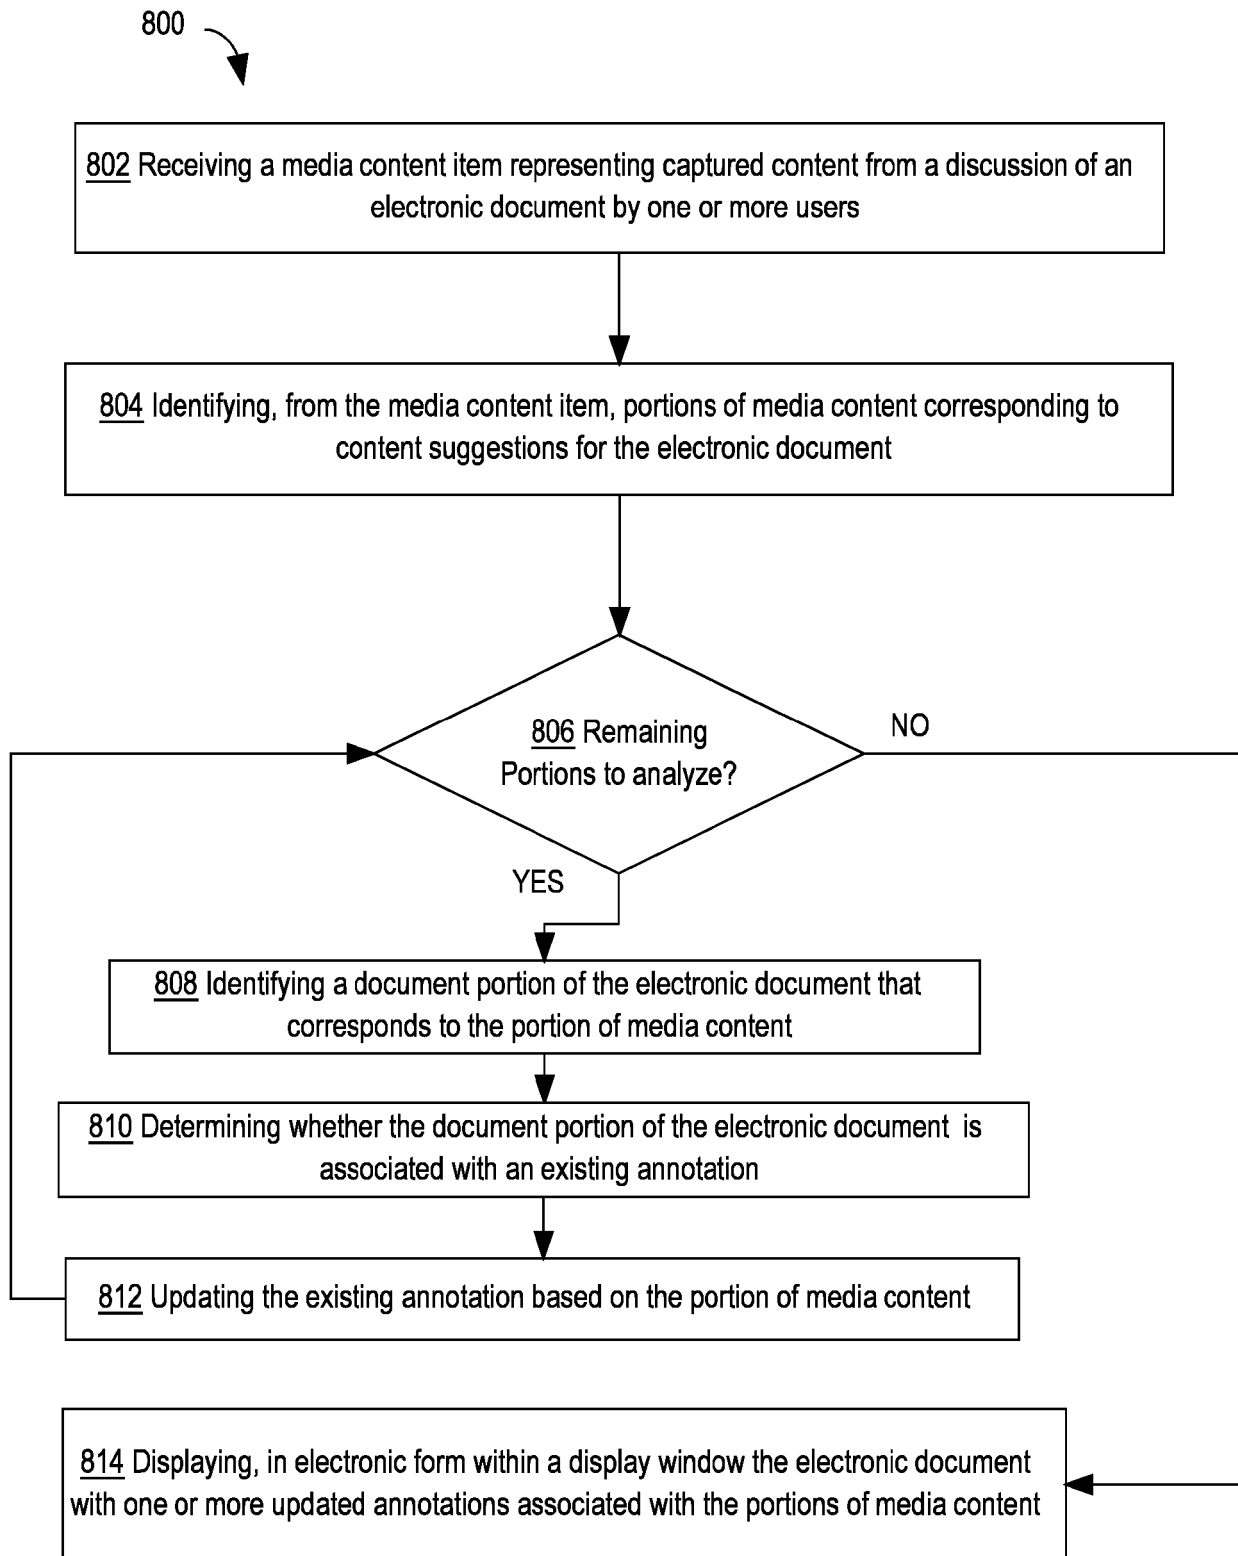 800
802 Receiving a media content item representing captured content from a discussion of an
electronic document by one or more users
804 Identifying, from the media content item, portions of media content corresponding to
content suggestions for the electronic document
806 Remaining
Portions to analyze?
NO
YES
808 Identifying a document portion of the electronic document that
corresponds to the portion of media content
810 Determining whether the document portion of the electronic document is
associated with an existing annotation
812 Updating the existing annotation based on the portion of media content
814 Displaying, in electronic form within a display window the electronic document
with one or more updated annotations associated with the portions of media content